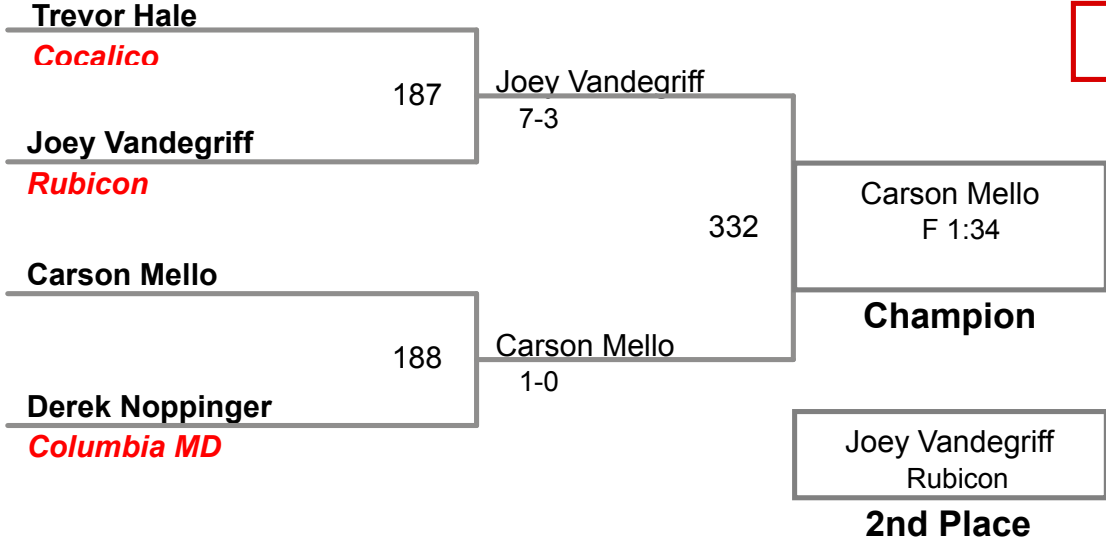 Trevor Hale
Cocalico
187
Joey Vandegriff
7-3
Joey Vandegriff
Rubicon
332
Carson Mello
F 1:34
Champion
Carson Mello
188
Carson Mello
1-0
Derek Noppinger
Columbia MD
Joey Vandegriff
Rubicon
2nd Place